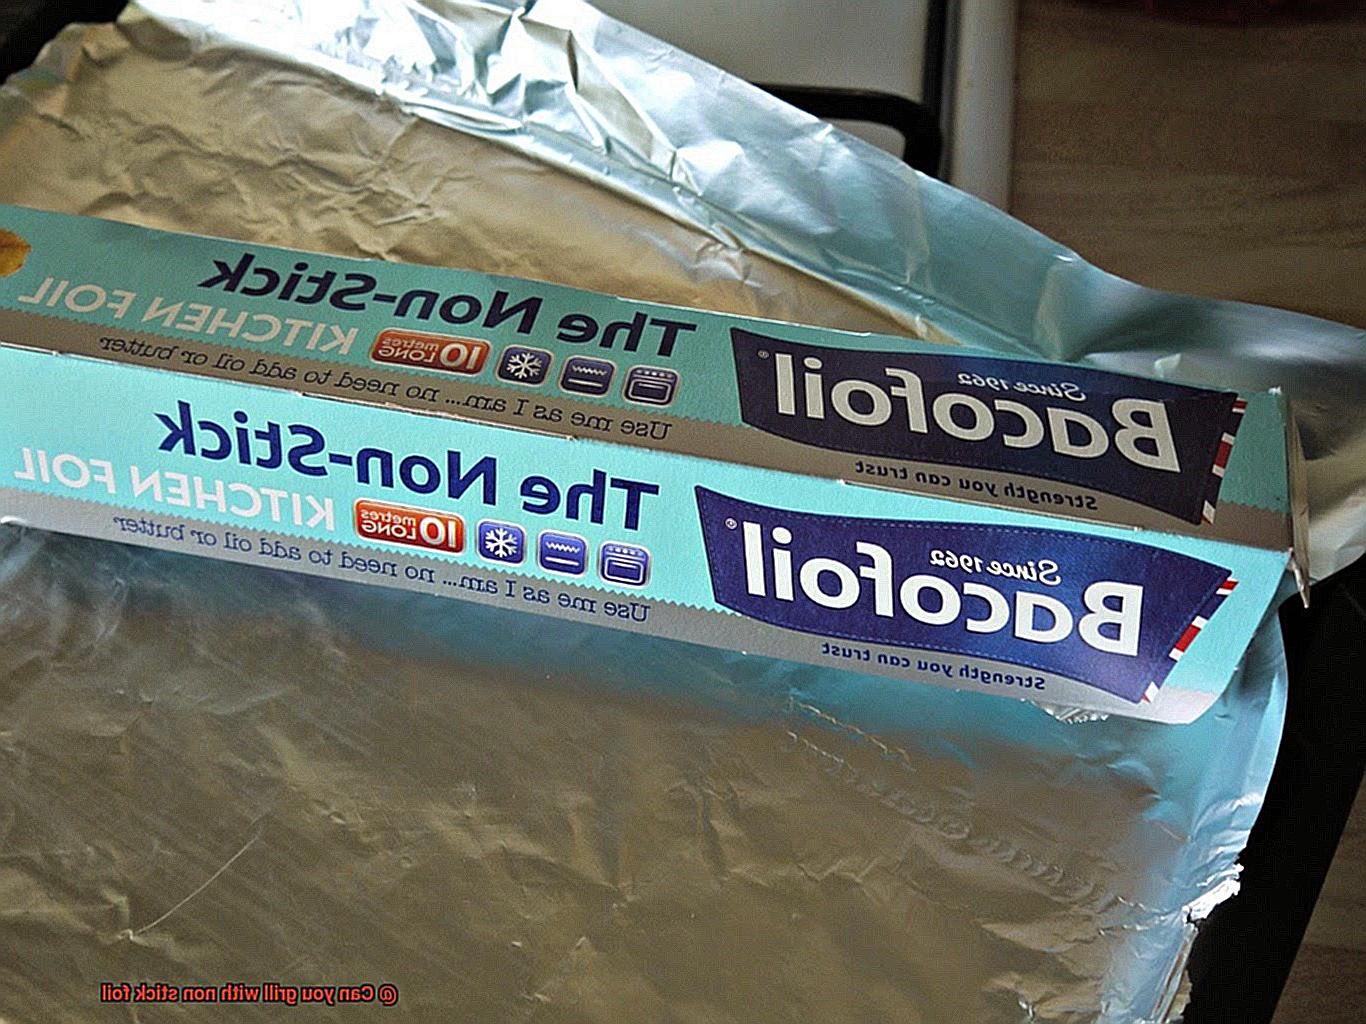 The Non-Stick
KITCHEN FOIL
10 metres LONG
Use me as I am... no need to add oil or butter
Bacofoil®
Since 1962
Strength you can trust
The Non-Stick
KITCHEN FOIL
10 metres LONG
Use me as I am... no need to add oil or butter
Bacofoil®
Since 1962
Strength you can trust
@ Can you grill with non stick foil